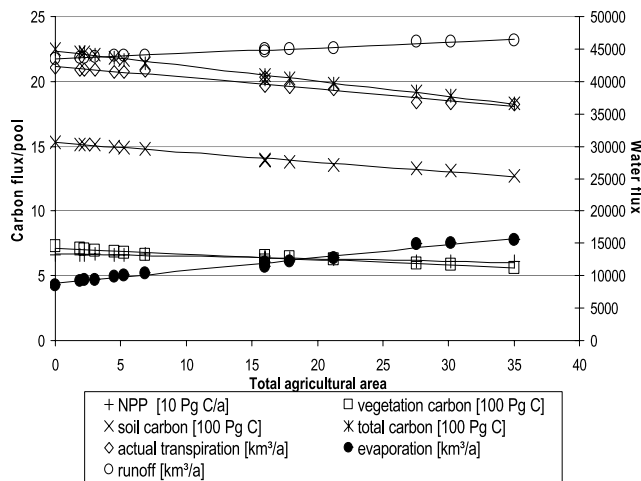 25 50000
45000
20 40000
35000
15 30000
25000
10 20000
15000
5 10000
5000
0 0
Carbon flux/pool
Water flux
0 5 10 15 20 25 30 35 40
Total agricultural area
NPP [10 Pg C/a] vegetation carbon [100 Pg C]
soil carbon [100 Pg C] total carbon [100 Pg C]
actual transpiration [km³/a] evaporation [km³/a]
runoff [km³/a]